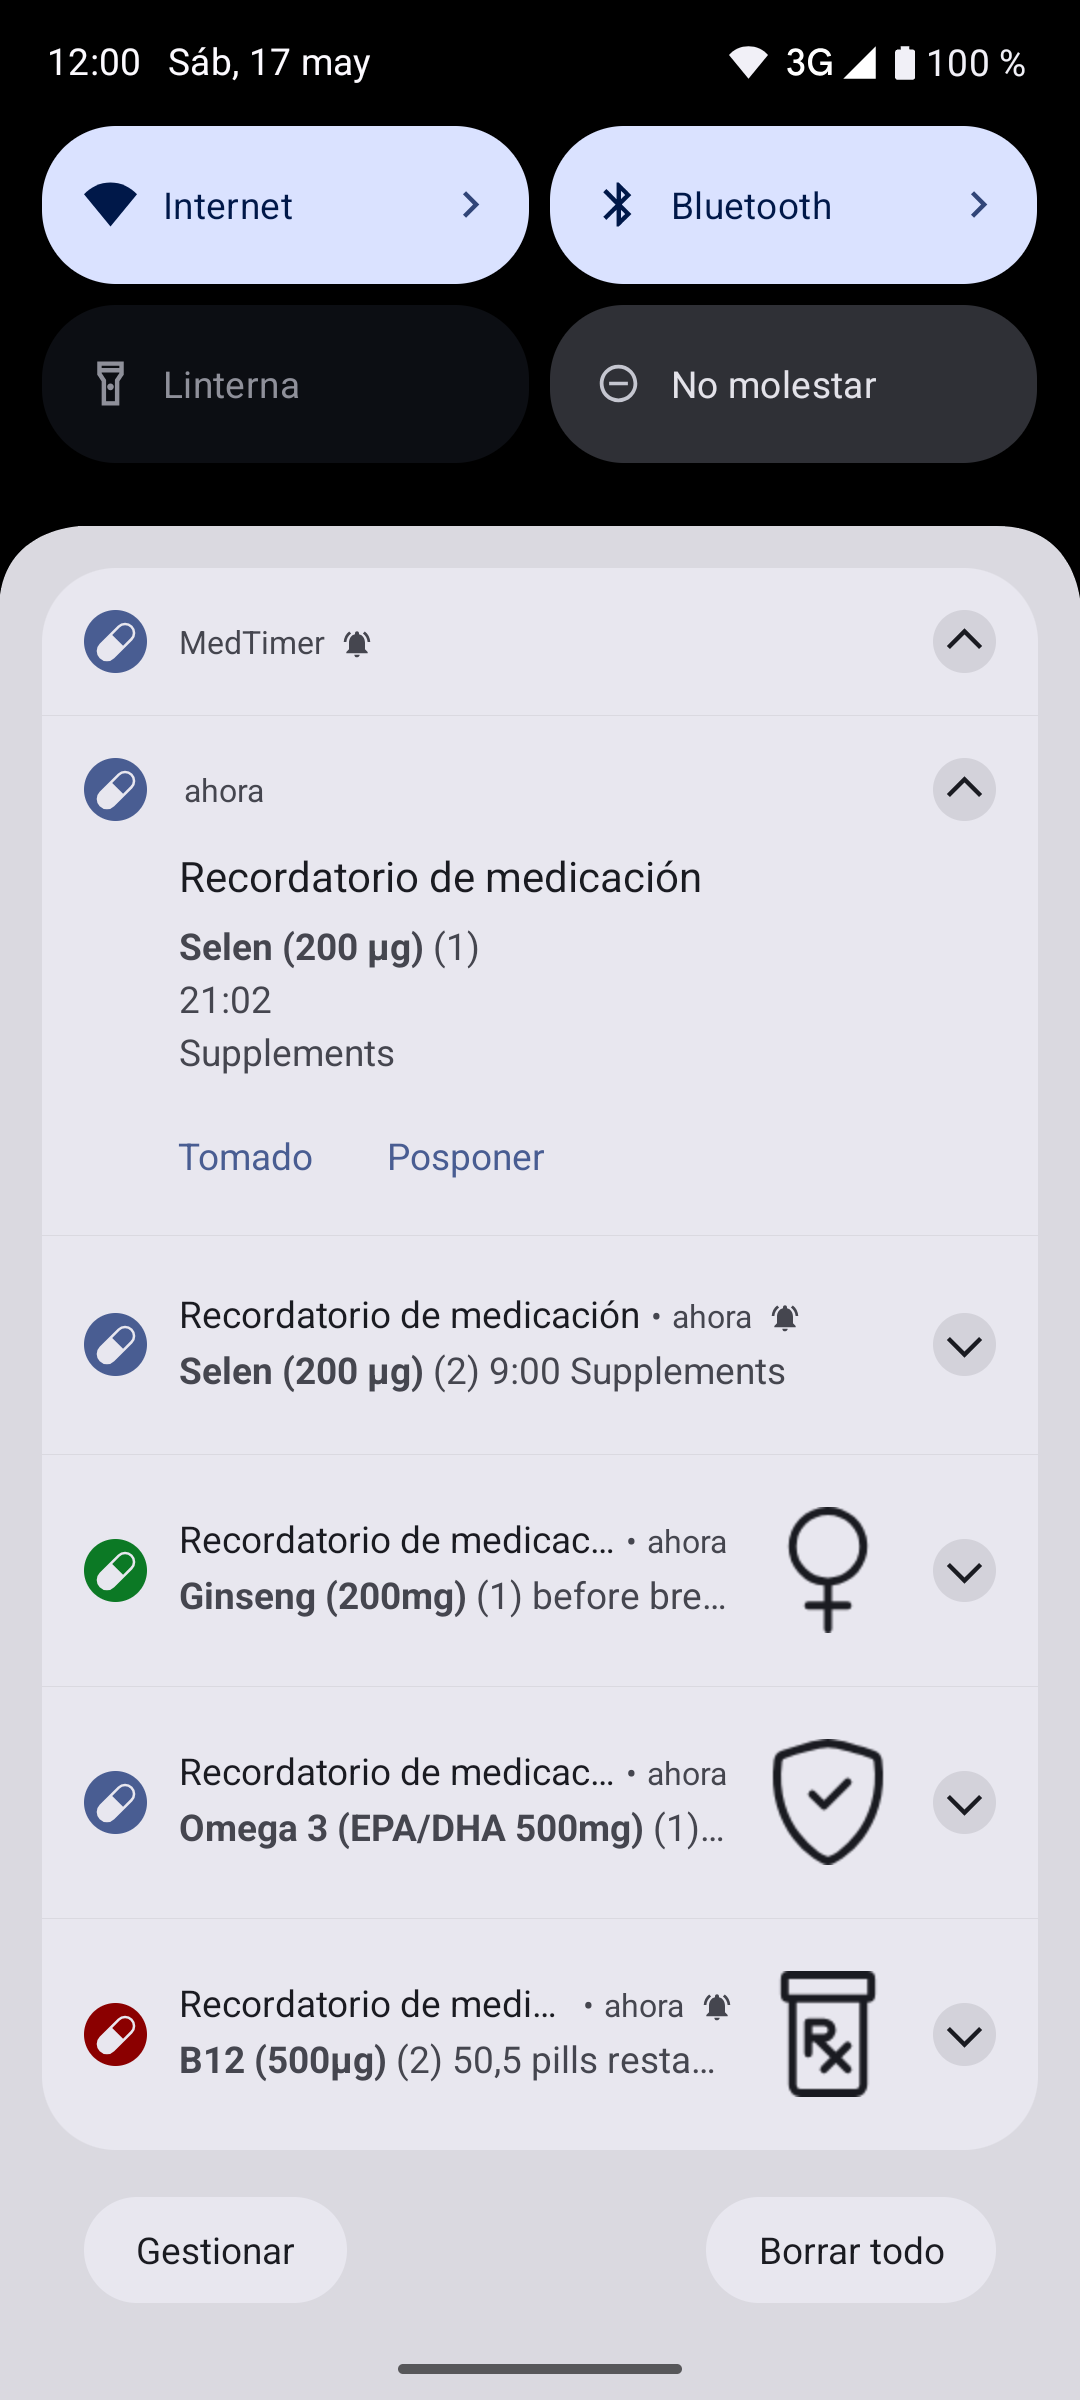 12:00 Sáb, 17 may 3G 100 %
Internet Bluetooth
Linterna No molestar
MedTimer
ahora
Recordatorio de medicación
Selen (200 µg) (1)
21:02
Supplements
Tomado Posponer
Recordatorio de medicación • ahora
Selen (200 µg) (2) 9:00 Supplements
Recordatorio de medicac… • ahora
Ginseng (200mg) (1) before bre…
Recordatorio de medicac… • ahora
Omega 3 (EPA/DHA 500mg) (1)…
Recordatorio de medi… • ahora
B12 (500µg) (2) 50,5 pills resta…
Rx
Gestionar Borrar todo